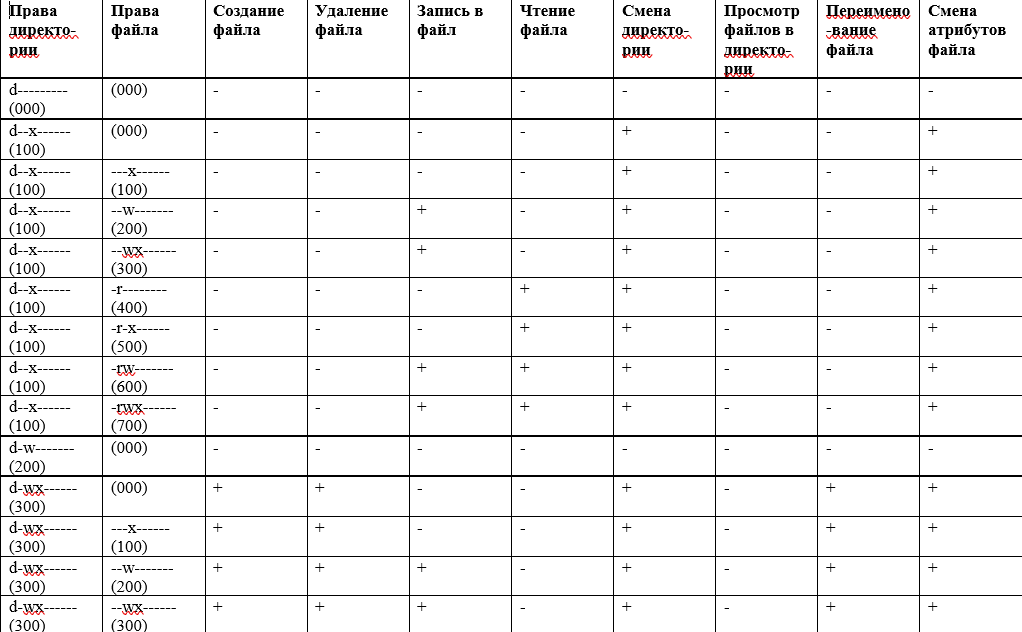 Права директо-рии | Права файла | Создание файла | Удаление файла | Запись в файл | Чтение файла | Смена директо-рии | Просмотр файлов в директо-рии | Переимено-вание файла | Смена атрибутов файла
d--------- (000) | (000) | - | - | - | - | - | - | - | -
d--x------ (100) | (000) | - | - | - | - | + | - | - | +
d--x------ (100) | ---x------ (100) | - | - | - | - | + | - | - | +
d--x------ (100) | --w------- (200) | - | - | + | - | + | - | - | +
d--x------ (100) | --wx------ (300) | - | - | + | - | + | - | - | +
d--x------ (100) | -r-------- (400) | - | - | - | + | + | - | - | +
d--x------ (100) | -r-x------ (500) | - | - | - | + | + | - | - | +
d--x------ (100) | -rw------- (600) | - | - | + | + | + | - | - | +
d--x------ (100) | -rwx------ (700) | - | - | + | + | + | - | - | +
d-w------- (200) | (000) | - | - | - | - | - | - | - | -
d-wx------ (300) | (000) | + | + | - | - | + | - | + | +
d-wx------ (300) | ---x------ (100) | + | + | - | - | + | - | + | +
d-wx------ (300) | --w------- (200) | + | + | + | - | + | - | + | +
d-wx------ (300) | --wx------ (300) | + | + | + | - | + | - | + | +